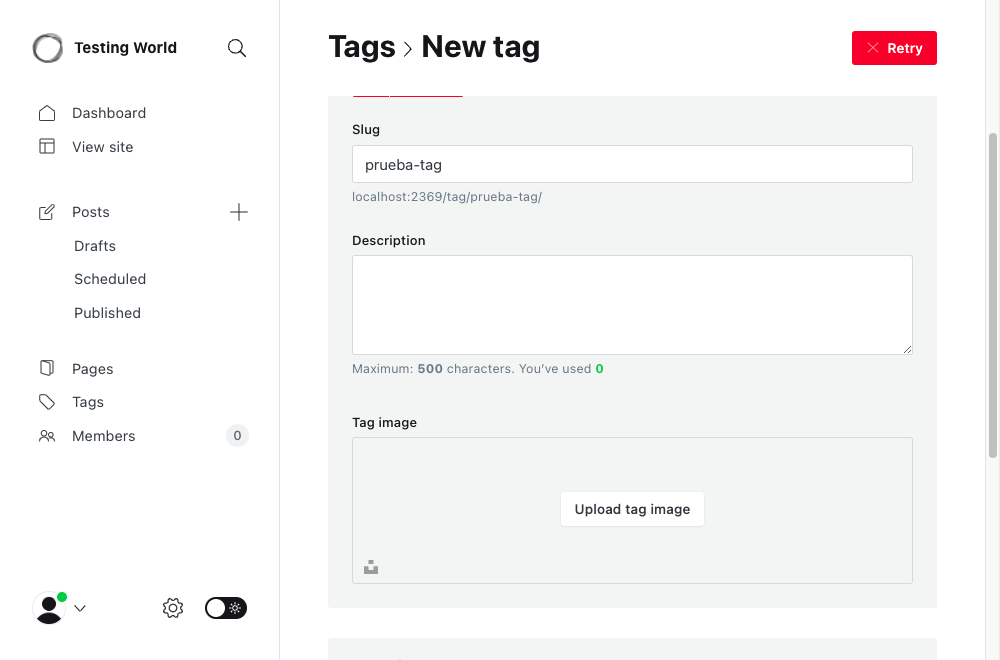 Testing World
Dashboard
View site
Posts
Drafts
Scheduled
Published
Pages
Tags
Members
0
Tags > New tag
Retry
Slug
prueba-tag
localhost:2369/tag/prueba-tag/
Description
Maximum: 500 characters. You’ve used 0
Tag image
Upload tag image